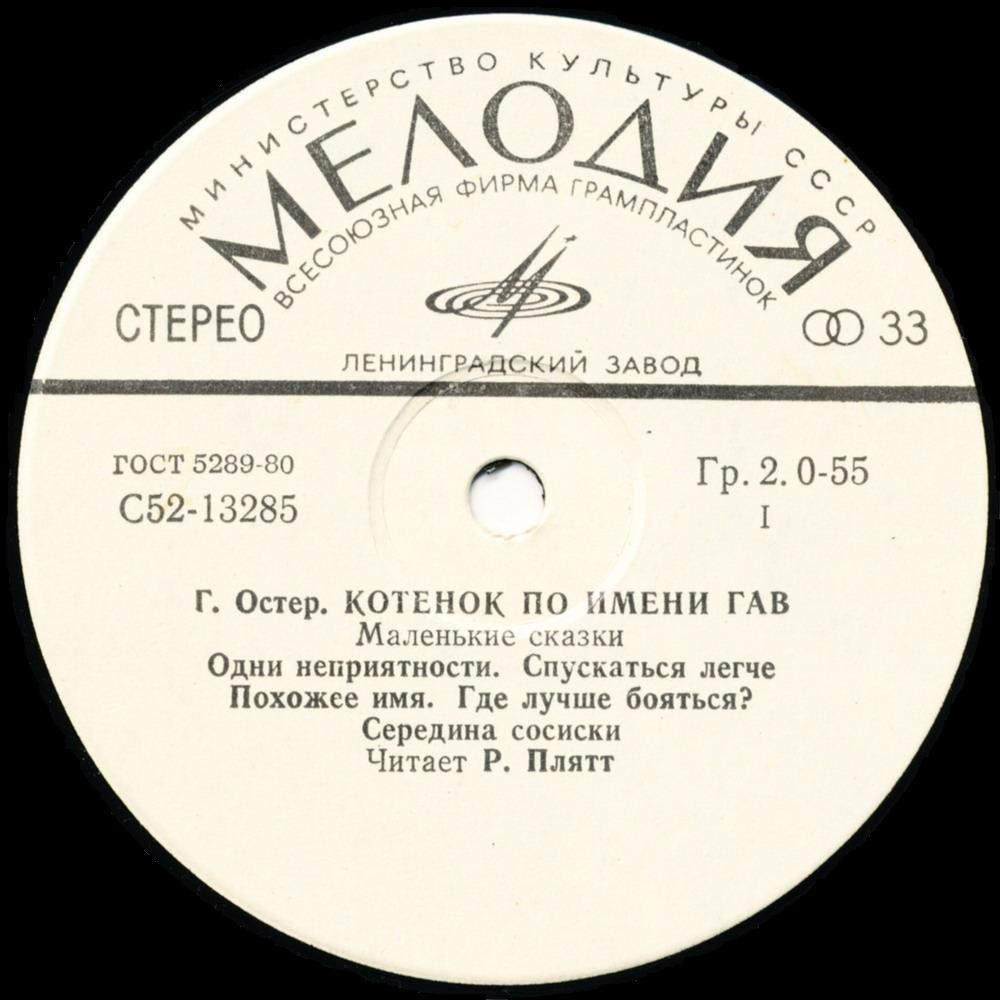 МИНИСТЕРСТВО КУЛЬТУРЫ СССР
МЕЛОДИЯ
ВСЕСОЮЗНАЯ ФИРМА ГРАМПЛАСТИНОК
СТЕРЕО
33
ЛЕНИНГРАДСКИЙ ЗАВОД
ГОСТ 5289-80
Гр. 2. 0-55
С52-13285
I
Г. Остер. КОТЕНОК ПО ИМЕНИ ГАВ
Маленькие сказки
Одни неприятности. Спускаться легче
Похожее имя. Где лучше бояться?
Середина сосиски
Читает Р. Плятт